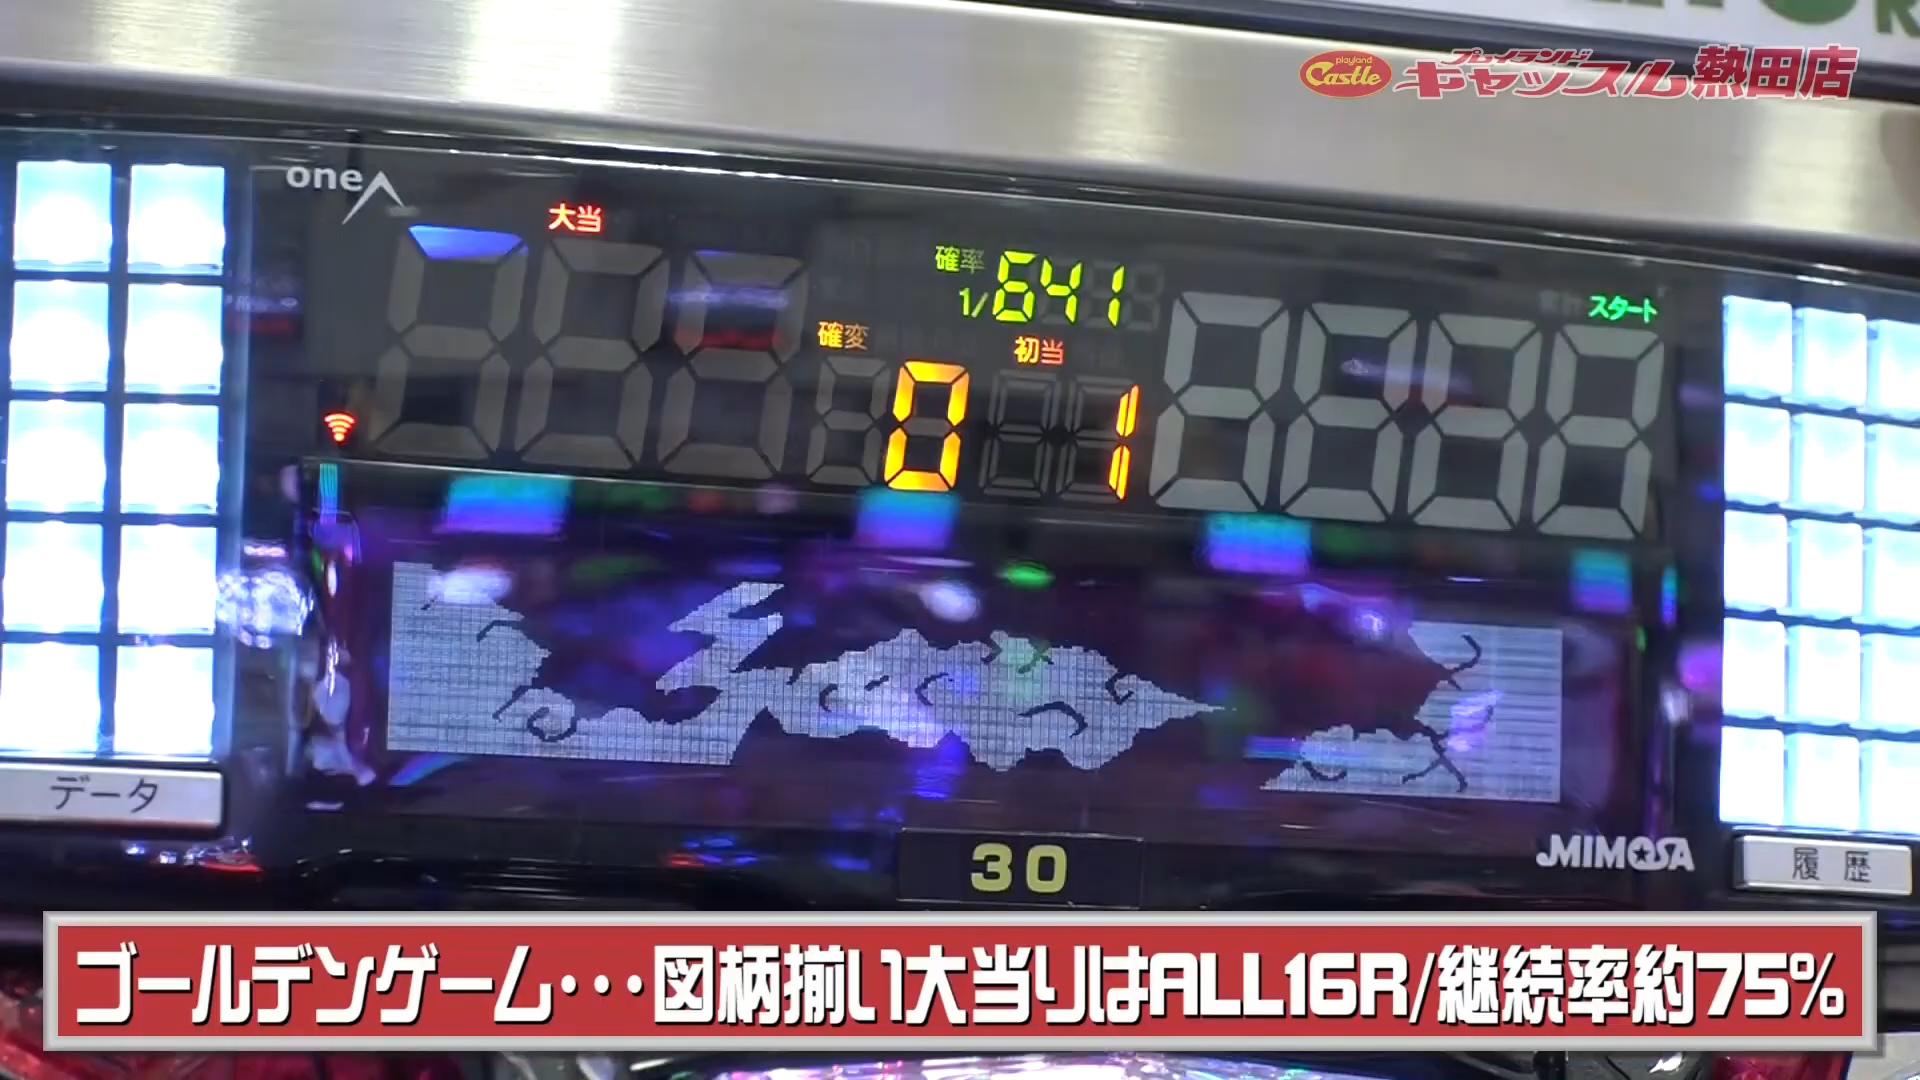 playland
Castle
プレイランド
キャッスル熱田店
one
大当
確率
1/641
スタート
確変
初当
0 1
30
データ
MIMOSA
履歴
ゴールデンゲーム・・・図柄揃い大当りはALL16R/継続率約75%